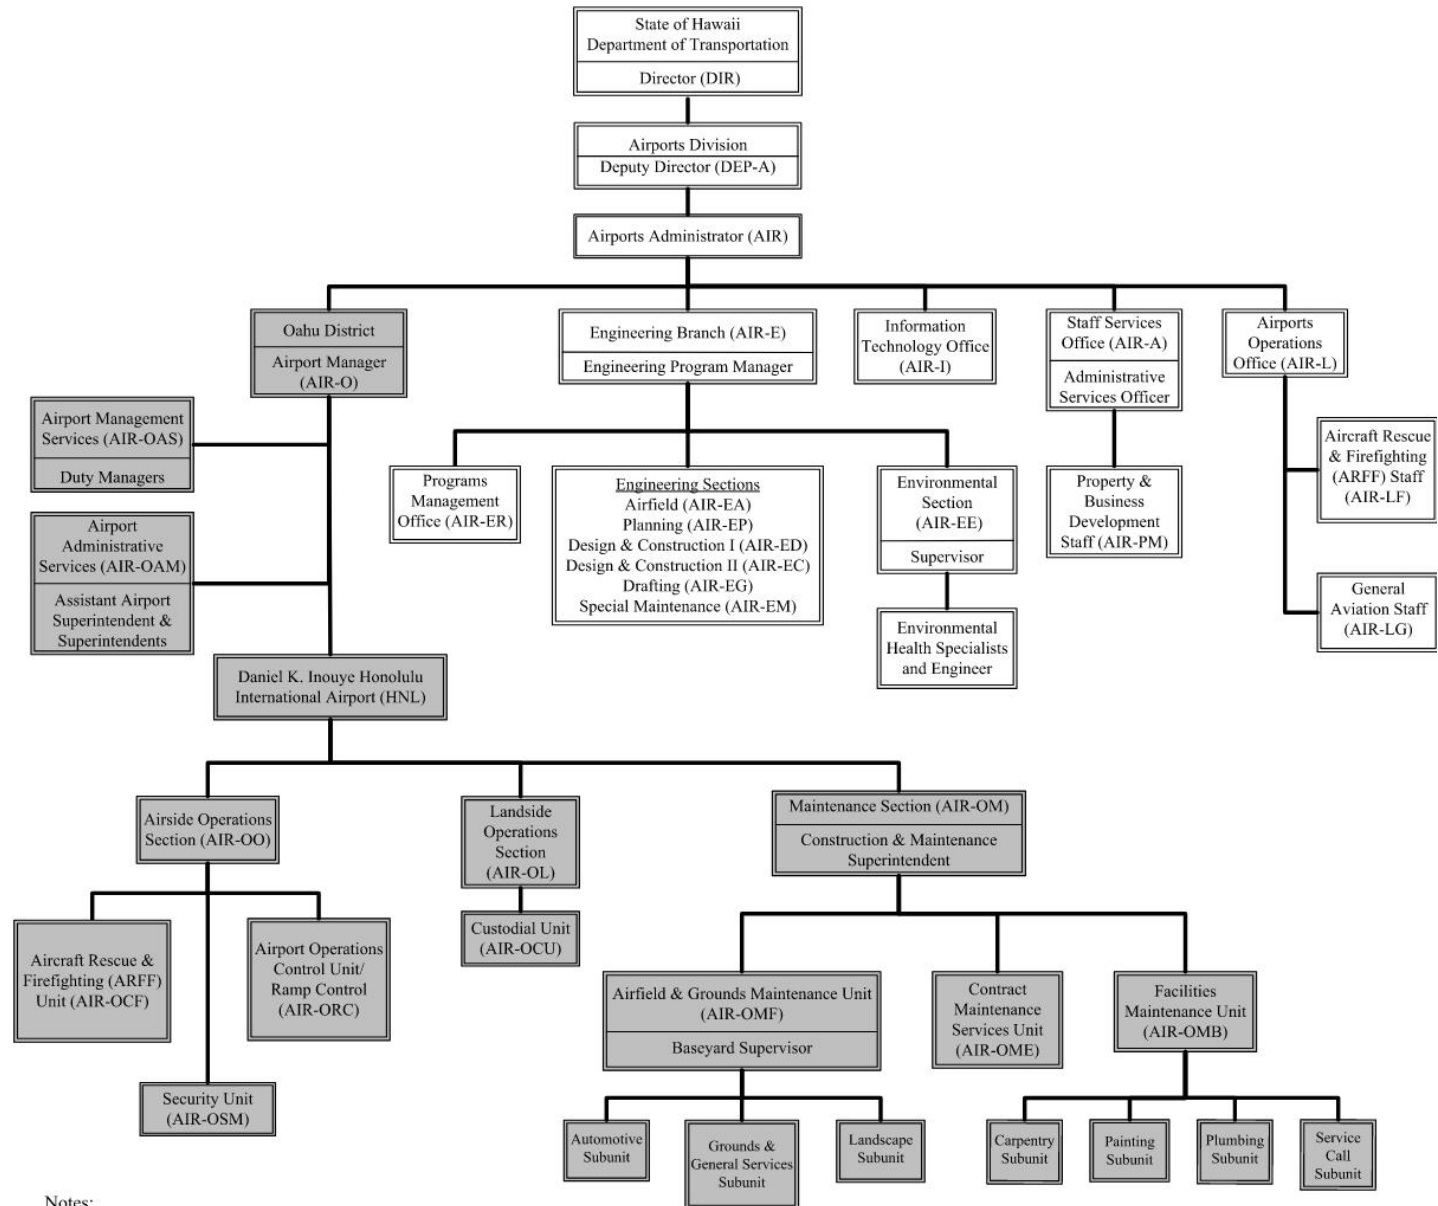 State of Hawaii
Department of Transportation
Director (DIR)
Airports Division
Deputy Director (DEP-A)
Airports Administrator (AIR)
Oahu District
Airport Manager
(AIR-O)
Engineering Branch (AIR-E)
Engineering Program Manager
Information
Technology Office
(AIR-I)
Staff Services
Office (AIR-A)
Administrative
Services Officer
Airports
Operations
Office (AIR-L)
Airport Management
Services (AIR-OAS)
Duty Managers
Airport
Administrative
Services (AIR-OAM)
Assistant Airport
Superintendent &
Superintendents
Programs
Management
Office (AIR-ER)
Engineering Sections
Airfield (AIR-EA)
Planning (AIR-EP)
Design & Construction I (AIR-ED)
Design & Construction II (AIR-EC)
Drafting (AIR-EG)
Special Maintenance (AIR-EM)
Environmental
Section
(AIR-EE)
Supervisor
Environmental
Health Specialists
and Engineer
Property &
Business
Development
Staff (AIR-PM)
Aircraft Rescue
& Firefighting
(ARFF) Staff
(AIR-LF)
General
Aviation Staff
(AIR-LG)
Daniel K. Inouye Honolulu
International Airport (HNL)
Airside Operations
Section (AIR-OO)
Landside
Operations
Section
(AIR-OL)
Maintenance Section (AIR-OM)
Construction & Maintenance
Superintendent
Aircraft Rescue &
Firefighting (ARFF)
Unit (AIR-OCF)
Airport Operations
Control Unit/
Ramp Control
(AIR-ORC)
Security Unit
(AIR-OSM)
Custodial Unit
(AIR-OCU)
Airfield & Grounds Maintenance Unit
(AIR-OMF)
Baseyard Supervisor
Contract
Maintenance
Services Unit
(AIR-OME)
Facilities
Maintenance Unit
(AIR-OMB)
Automotive
Subunit
Grounds &
General Services
Subunit
Landscape
Subunit
Carpentry
Subunit
Painting
Subunit
Plumbing
Subunit
Service
Call
Subunit
Notes: